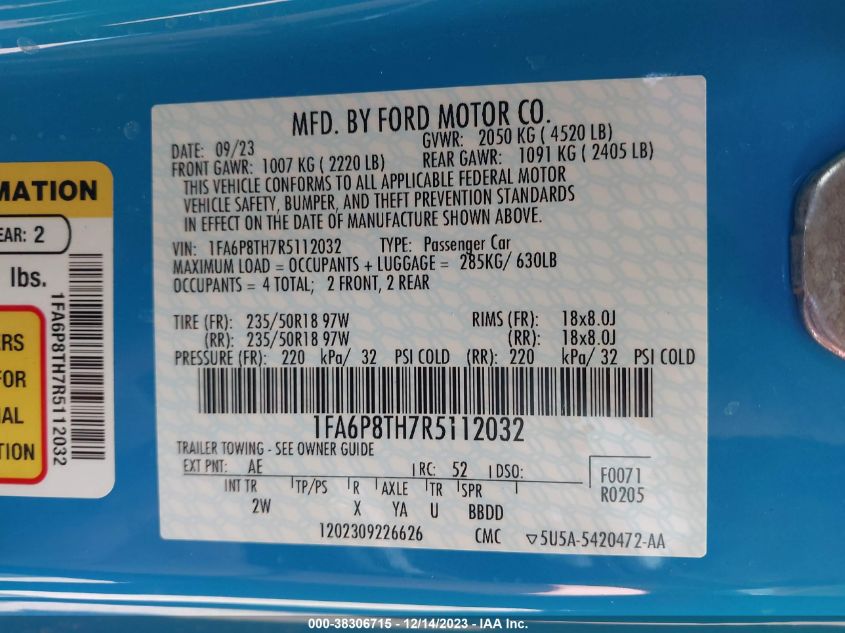 MFD. BY FORD MOTOR CO.
DATE: 09/23 GVWR: 2050 KG ( 4520 LB)
FRONT GAWR: 1007 KG ( 2220 LB) REAR GAWR: 1091 KG ( 2405 LB)
THIS VEHICLE CONFORMS TO ALL APPLICABLE FEDERAL MOTOR
VEHICLE SAFETY, BUMPER, AND THEFT PREVENTION STANDARDS
IN EFFECT ON THE DATE OF MANUFACTURE SHOWN ABOVE.
VIN: 1FA6P8TH7R5112032 TYPE: Passenger Car
MAXIMUM LOAD = OCCUPANTS + LUGGAGE = 285KG/ 630LB
OCCUPANTS = 4 TOTAL; 2 FRONT, 2 REAR
TIRE (FR): 235/50R18 97W RIMS (FR): 18x8.0J
(RR): 235/50R18 97W (RR): 18x8.0J
PRESSURE (FR): 220 kPa/ 32 PSI COLD (RR): 220 kPa/ 32 PSI COLD
1FA6P8TH7R5112032
TRAILER TOWING - SEE OWNER GUIDE
EXT PNT: AE RC: 52 DSO:
F0071
R0205
INT TR TP/PS R AXLE TR SPR
2W X YA U BBDD
1202309226626 CMC ▽5U5A-5420472-AA
MATION
EAR: 2
lbs.
1FA6P8TH7R5112032
ERS
FOR
AL
TION
000-38306715 - 12/14/2023 - IAA Inc.